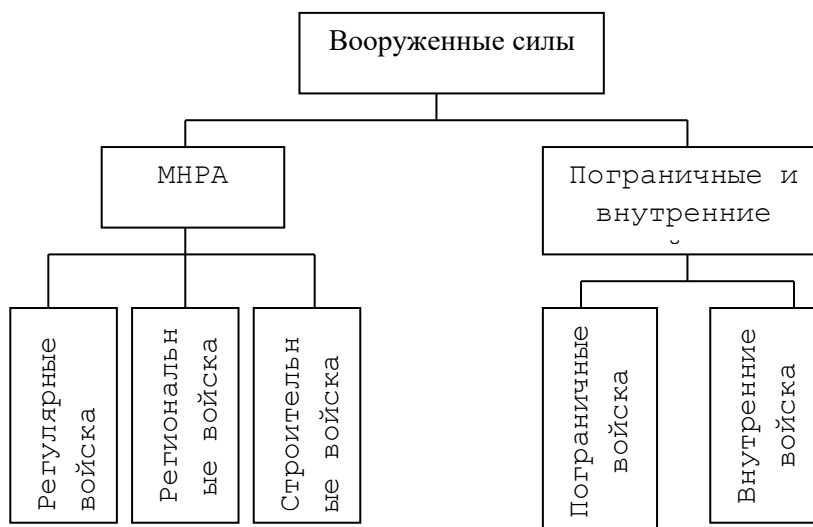 Вооруженные силы
МНРА
Пограничные и
внутренние
Регулярные
войска
Региональн
ые войска
Строительн
ые войска
Пограничные
войска
Внутренние
войска